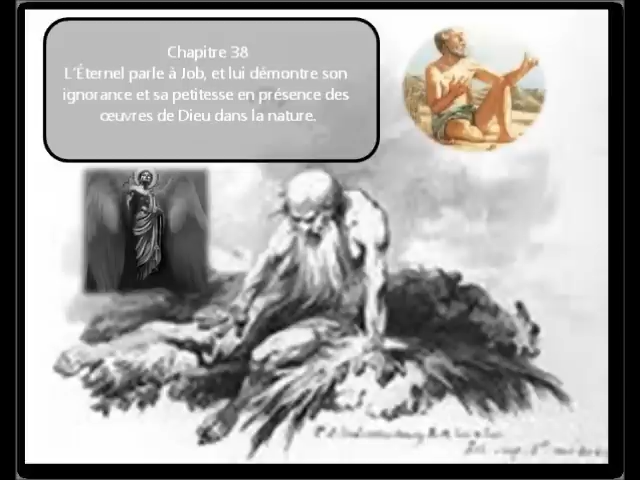 Chapitre 38
L'Éternel parle à Job, et lui démontre son
ignorance et sa petitesse en présence des
œuvres de Dieu dans la nature.